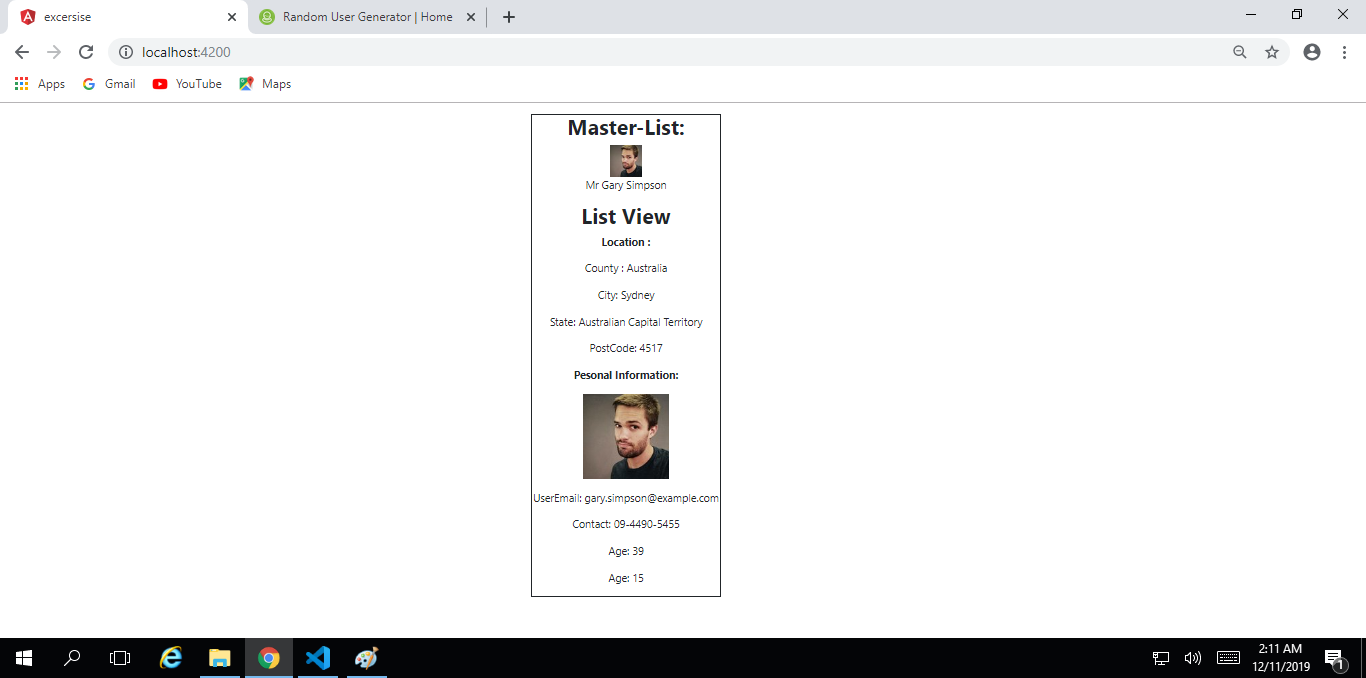 excersise
Random User Generator | Home
localhost:4200
Apps
Gmail
YouTube
Maps
Master-List:
Mr Gary Simpson
List View
Location :
County : Australia
City: Sydney
State: Australian Capital Territory
PostCode: 4517
Pesonal Information:
UserEmail: gary.simpson@example.com
Contact: 09-4490-5455
Age: 39
Age: 15
2:11 AM
12/11/2019
1